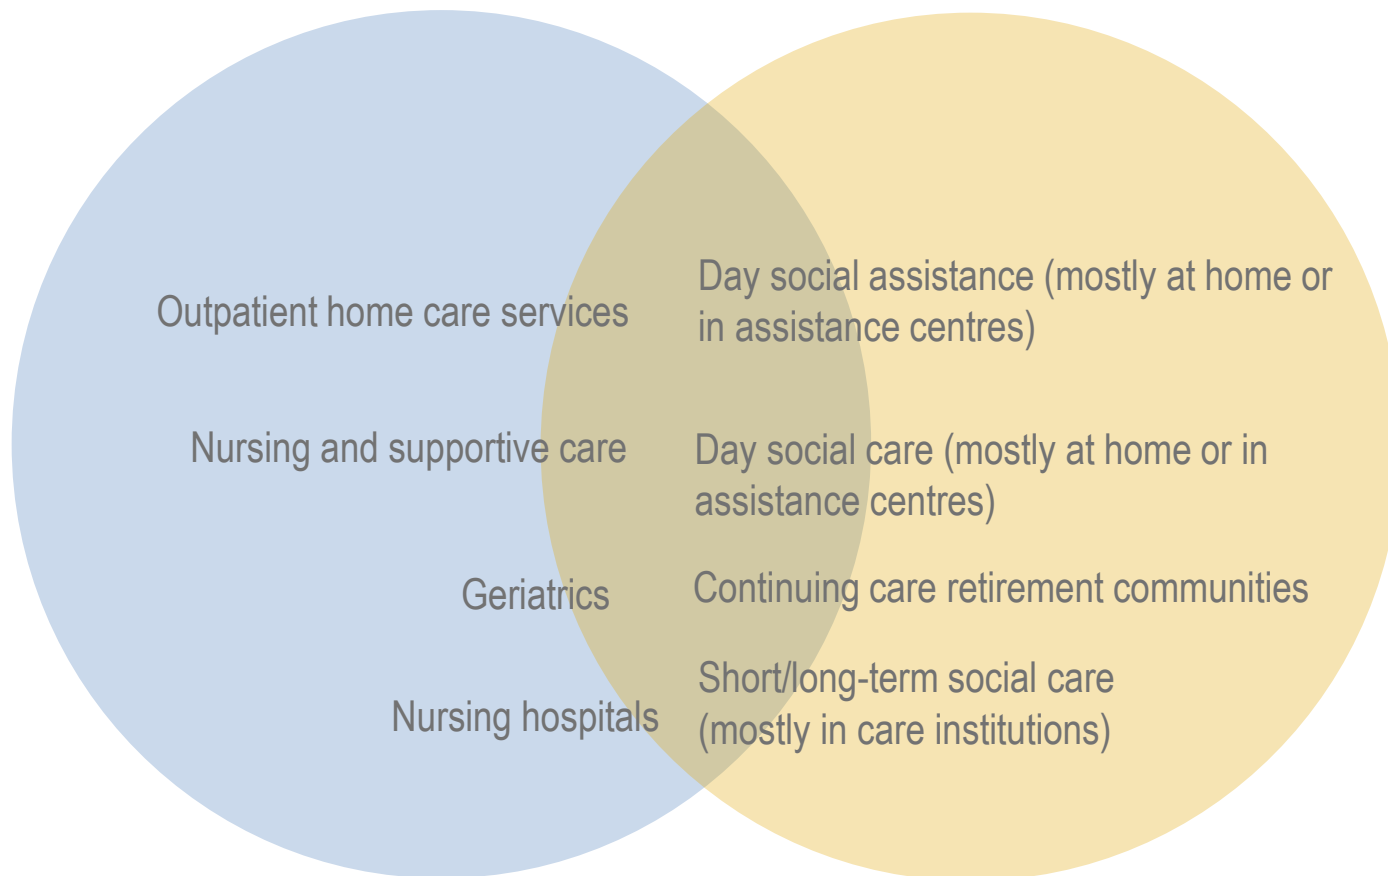 Outpatient home care services
Nursing and supportive care
Geriatrics
Nursing hospitals
Day social assistance (mostly at home or
in assistance centres)
Day social care (mostly at home or in
assistance centres)
Continuing care retirement communities
Short/long-term social care
(mostly in care institutions)